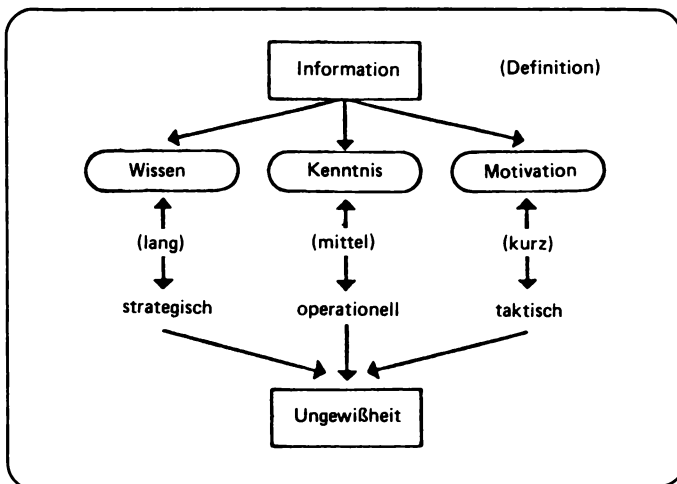 Information (Definition)
Wissen Kenntnis Motivation
(lang) (mittel) (kurz)
strategisch operationell taktisch
Ungewißheit